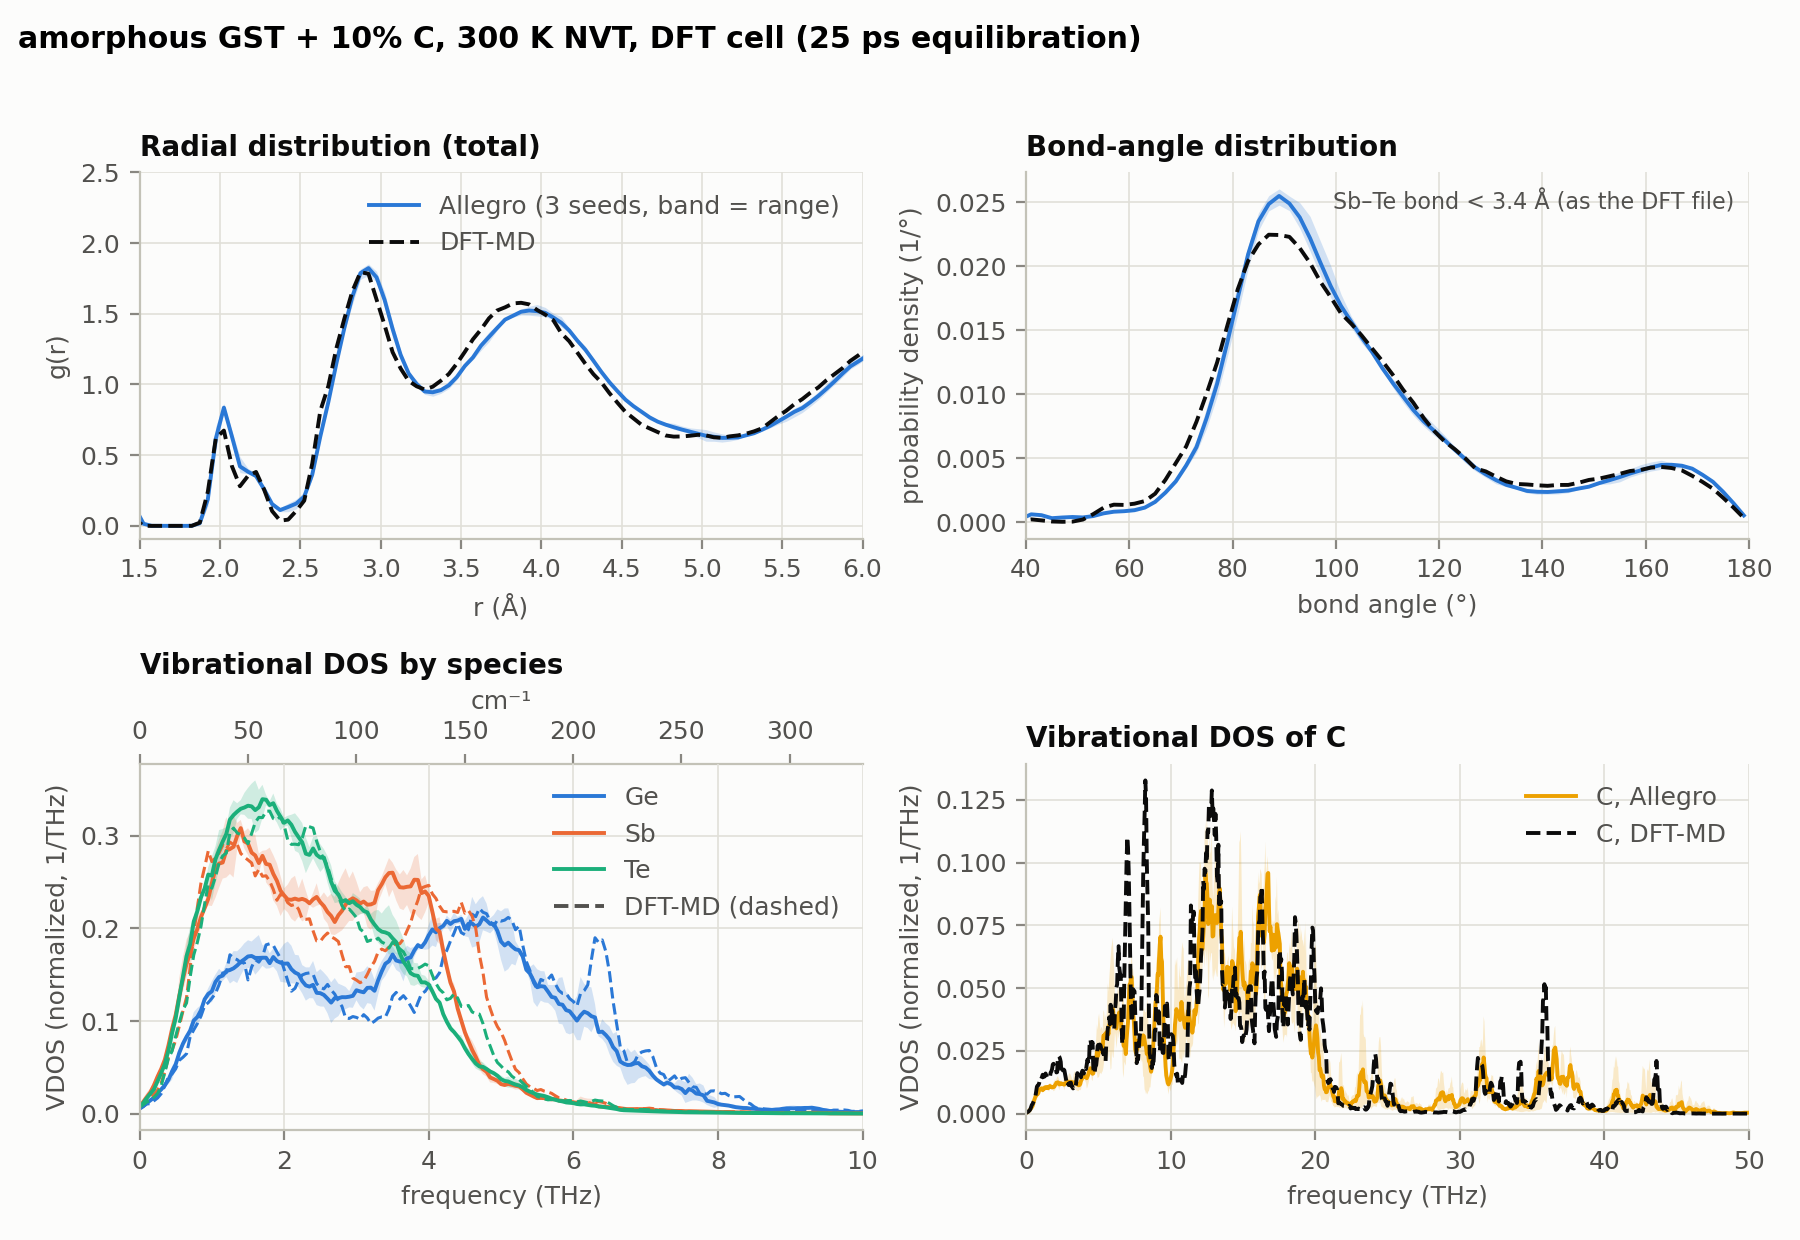 amorphous GST + 10% C, 300 K NVT, DFT cell (25 ps equilibration)
Radial distribution (total)
2.5
2.0
1.5
1.0
0.5
0.0
g(r)
Allegro (3 seeds, band = range)
DFT-MD
1.5 2.0 2.5 3.0 3.5 4.0 4.5 5.0 5.5 6.0
r (Å)
Bond-angle distribution
0.025
0.020
0.015
0.010
0.005
0.000
probability density (1/°)
Sb–Te bond < 3.4 Å (as the DFT file)
40 60 80 100 120 140 160 180
bond angle (°)
Vibrational DOS by species
cm⁻¹
0 50 100 150 200 250 300
0.3
0.2
0.1
0.0
VDOS (normalized, 1/THz)
Ge
Sb
Te
DFT-MD (dashed)
0 2 4 6 8 10
frequency (THz)
Vibrational DOS of C
0.125
0.100
0.075
0.050
0.025
0.000
VDOS (normalized, 1/THz)
C, Allegro
C, DFT-MD
0 10 20 30 40 50
frequency (THz)